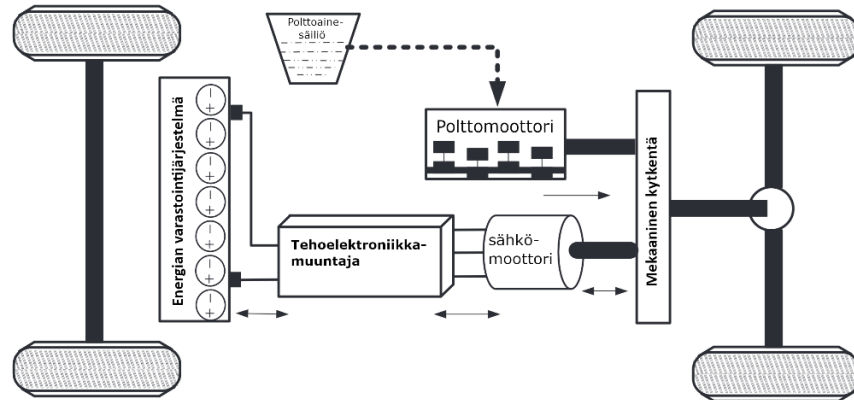 Polttoaine-
säiliö
Energian varastointijärjestelmä
Polttomoottori
Tehoelektroniikka-
muuntaja
sähkö-
moottori
Mekaaninen kytkentä